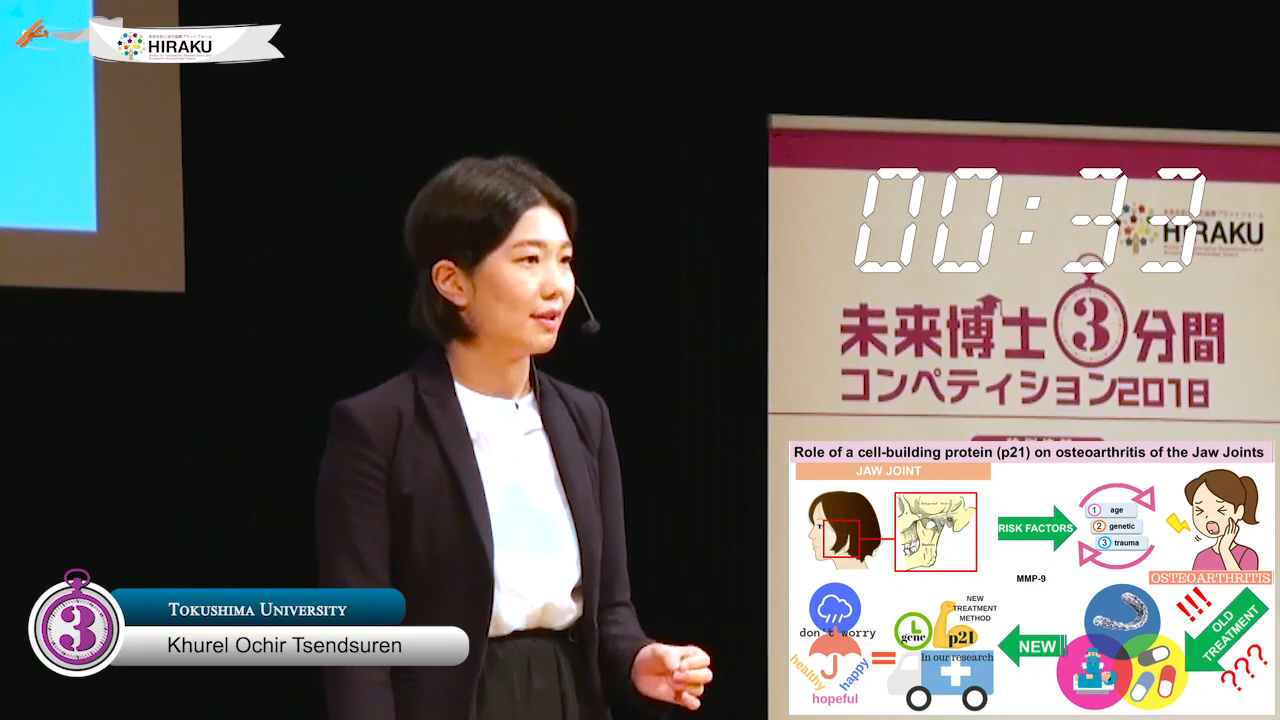 HIRAKU
00:33
HIRAKU
未来博士3分間
コンペティション2018
Role of a cell-building protein (p21) on osteoarthritis of the Jaw Joints
JAW JOINT
RISK FACTORS
1 age
2 genetic
3 trauma
OSTEOARTHRITIS
MMP-9
OLD
TREATMENT
!!!
???
NEW
NEW
TREATMENT
METHOD
gene
p21
In our research
=
don't worry
healthy
happy
hopeful
3
TOKUSHIMA UNIVERSITY
Khurel Ochir Tsendsuren